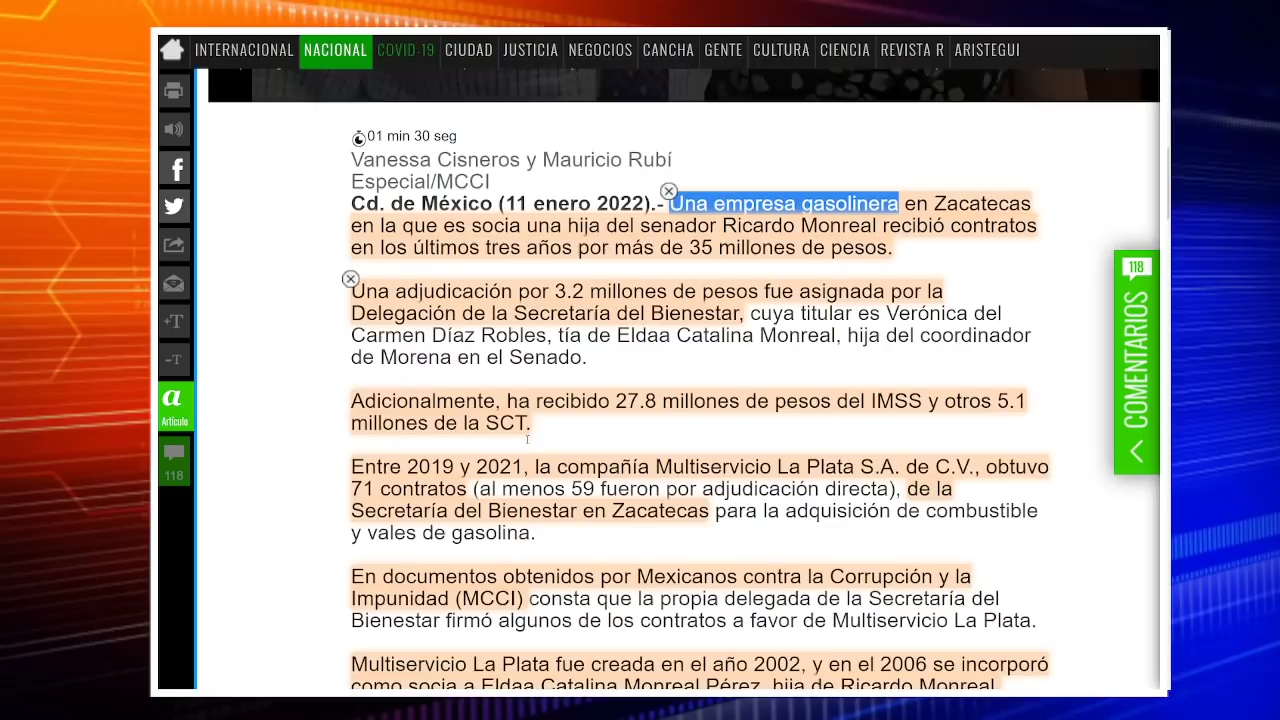 INTERNACIONAL NACIONAL COVID-19 CIUDAD JUSTICIA NEGOCIOS CANCHA GENTE CULTURA CIENCIA REVISTA R ARISTEGUI
01 min 30 seg
Vanessa Cisneros y Mauricio Rubí
Especial/MCCI
Cd. de México (11 enero 2022).- Una empresa gasolinera en Zacatecas
en la que es socia una hija del senador Ricardo Monreal recibió contratos
en los últimos tres años por más de 35 millones de pesos.
Una adjudicación por 3.2 millones de pesos fue asignada por la
Delegación de la Secretaría del Bienestar, cuya titular es Verónica del
Carmen Díaz Robles, tía de Eldaa Catalina Monreal, hija del coordinador
de Morena en el Senado.
Adicionalmente, ha recibido 27.8 millones de pesos del IMSS y otros 5.1
millones de la SCT.
Entre 2019 y 2021, la compañía Multiservicio La Plata S.A. de C.V., obtuvo
71 contratos (al menos 59 fueron por adjudicación directa), de la
Secretaría del Bienestar en Zacatecas para la adquisición de combustible
y vales de gasolina.
En documentos obtenidos por Mexicanos contra la Corrupción y la
Impunidad (MCCI) consta que la propia delegada de la Secretaría del
Bienestar firmó algunos de los contratos a favor de Multiservicio La Plata.
Multiservicio La Plata fue creada en el año 2002, y en el 2006 se incorporó
como socia a Eldaa Catalina Monreal Pérez, hija de Ricardo Monreal
+T
-T
a
Artículo
118
118
COMENTARIOS